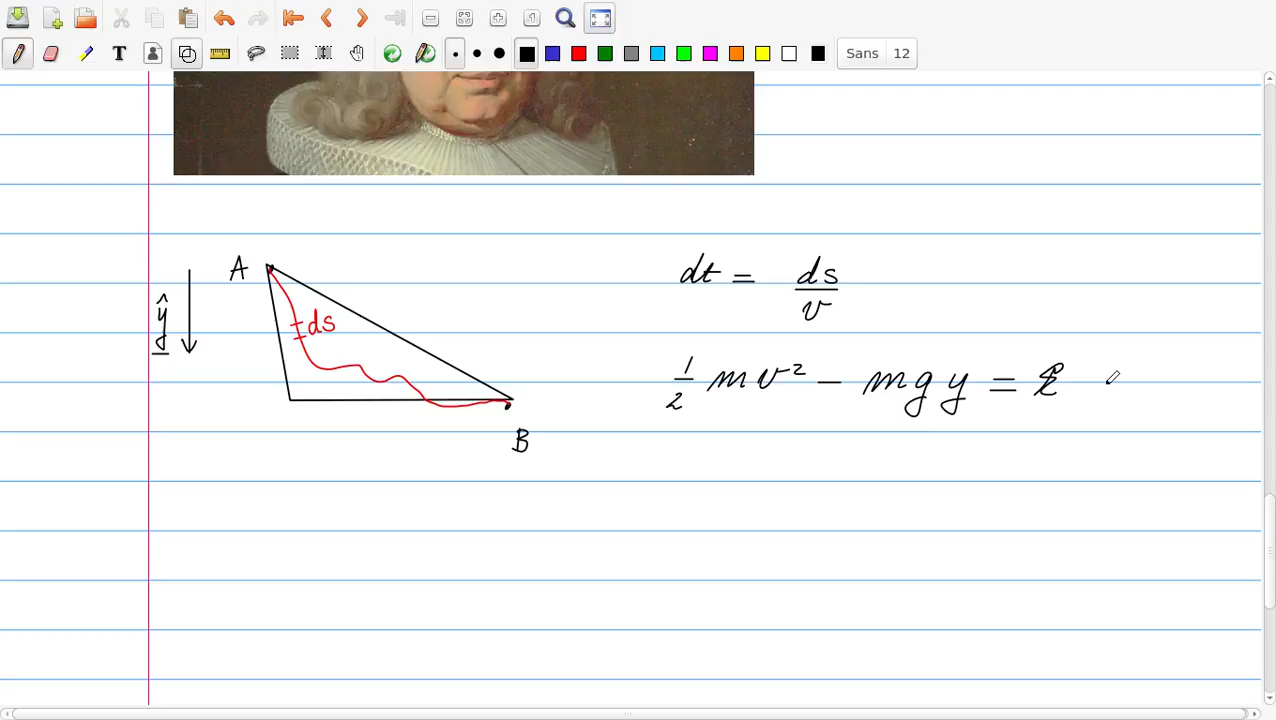 Sans 12
A
ŷ
ds
B
dt = ds/v
1/2 mv² - mgy = E